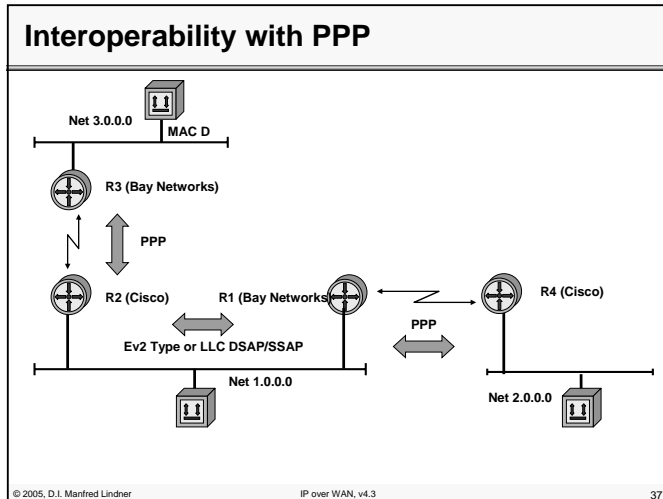 Interoperability with PPP
Net 3.0.0.0
MAC D
R3 (Bay Networks)
PPP
R2 (Cisco)
R1 (Bay Networks)
R4 (Cisco)
PPP
Ev2 Type or LLC DSAP/SSAP
Net 1.0.0.0
Net 2.0.0.0
© 2005, D.I. Manfred Lindner
IP over WAN, v4.3
37